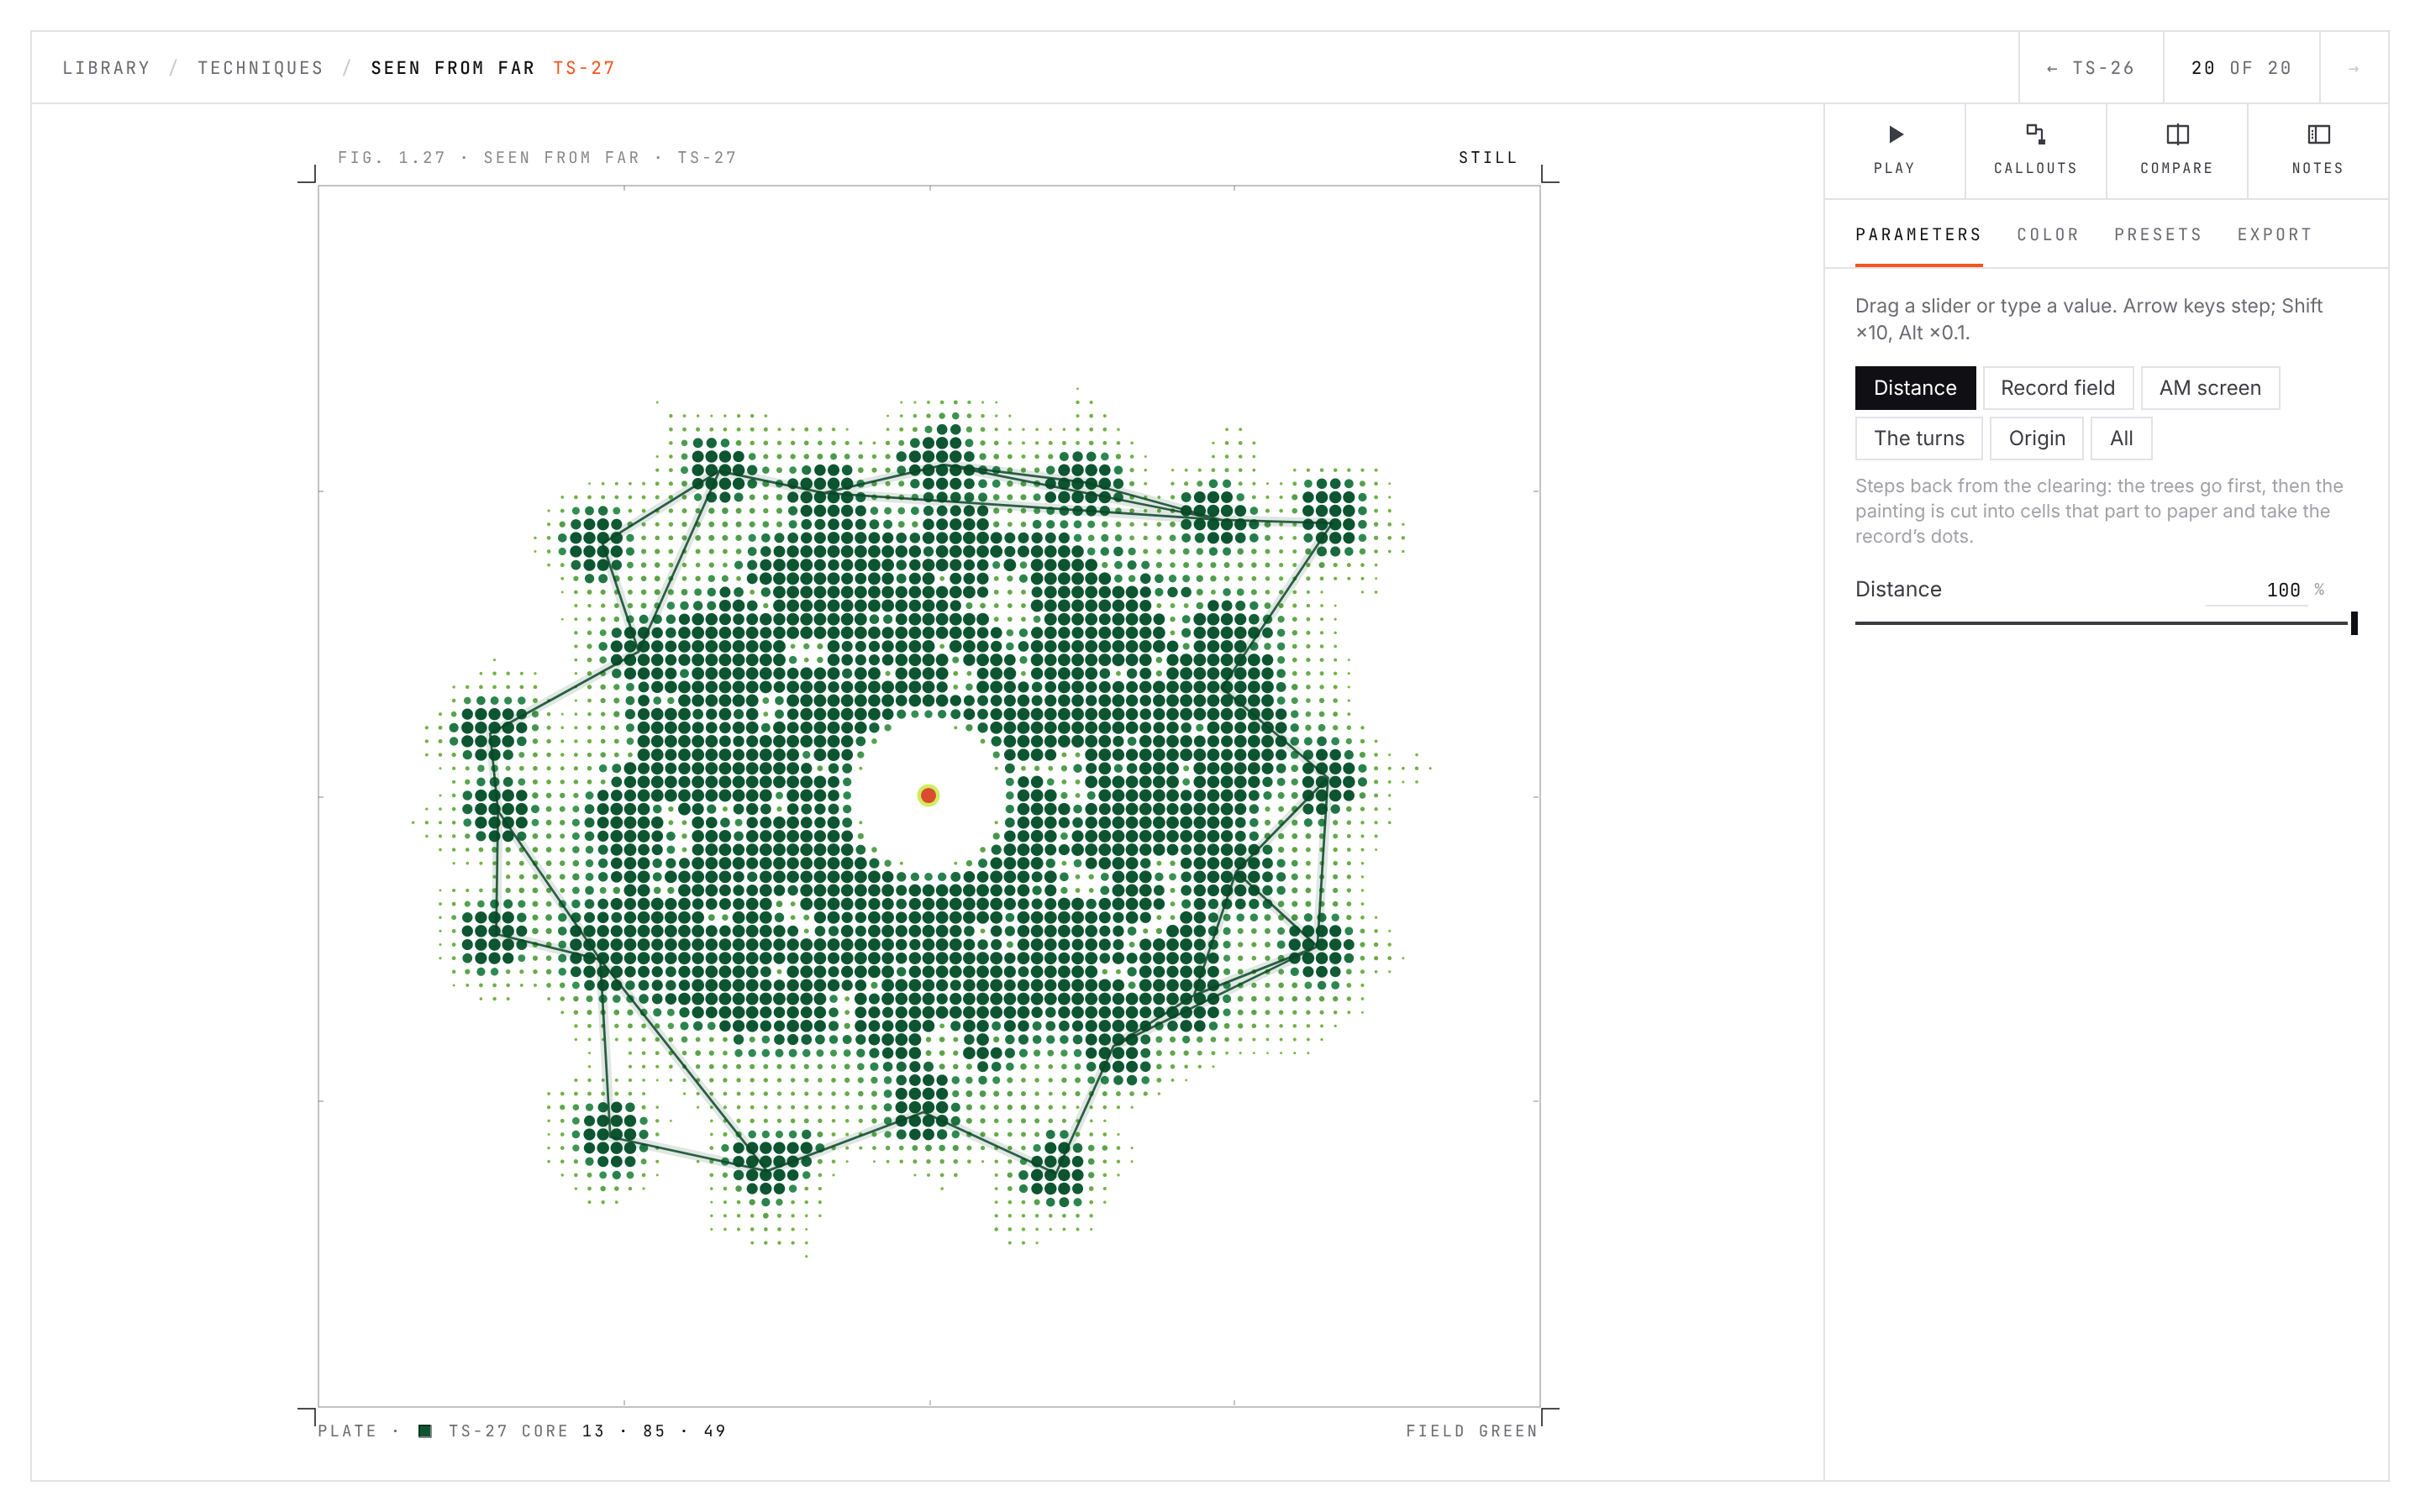 LIBRARY / TECHNIQUES / SEEN FROM FAR TS-27
← TS-26
20 OF 20
→
FIG. 1.27 · SEEN FROM FAR · TS-27
STILL
PLAY
CALLOUTS
COMPARE
NOTES
PARAMETERS
COLOR
PRESETS
EXPORT
Drag a slider or type a value. Arrow keys step; Shift
×10, Alt ×0.1.
Distance
Record field
AM screen
The turns
Origin
All
Steps back from the clearing: the trees go first, then the
painting is cut into cells that part to paper and take the
record’s dots.
Distance 100 %
PLATE · TS-27 CORE 13 · 85 · 49
FIELD GREEN